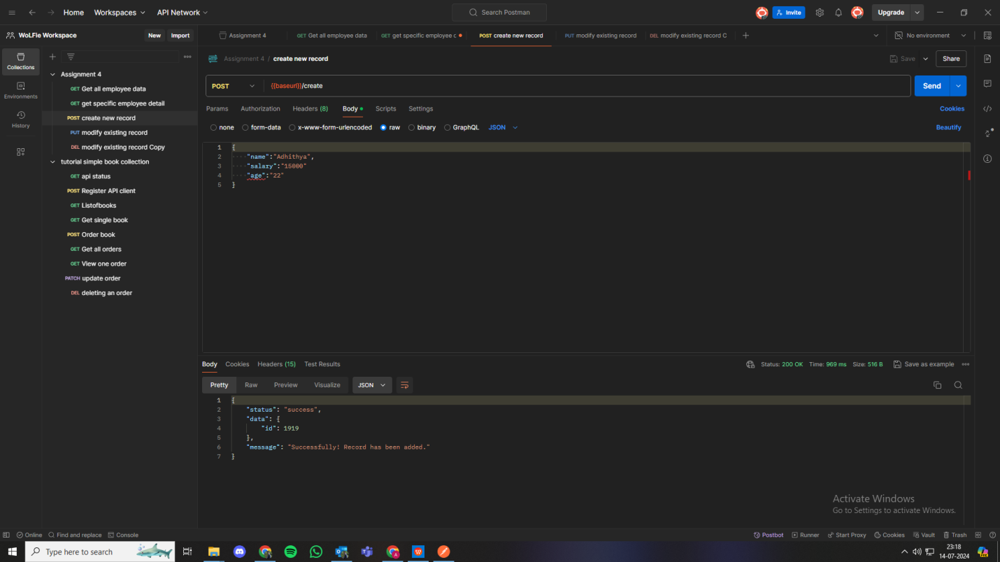 Home Workspaces API Network Search Postman Invite Upgrade
WoLFie Workspace New Import Assignment 4 GET Get all employee data GET get specific employee c POST create new record PUT modify existing record DEL modify existing record C No environment
Collections
Environments
History
Assignment 4
GET Get all employee data
GET get specific employee detail
POST create new record
PUT modify existing record
DEL modify existing record Copy
tutorial simple book collection
GET api status
POST Register API client
GET Listofbooks
GET Get single book
POST Order book
GET Get all orders
GET View one order
PATCH update order
DEL deleting an order
HTTP Assignment 4 / create new record Save Share
POST {{baseurl}}/create Send
Params Authorization Headers (8) Body Scripts Settings Cookies
none form-data x-www-form-urlencoded raw binary GraphQL JSON Beautify
1 {
2 "name":"Adhithya",
3 "salary":"15000"
4 "age":"22"
5 }
Body Cookies Headers (15) Test Results Status: 200 OK Time: 969 ms Size: 516 B Save as example
Pretty Raw Preview Visualize JSON
1 {
2 "status": "success",
3 "data": {
4 "id": 1919
5 },
6 "message": "Successfully! Record has been added."
7 }
Activate Windows
Go to Settings to activate Windows.
Online Find and replace Console Postbot Runner Start Proxy Cookies Vault Trash
Type here to search
23:18
14-07-2024